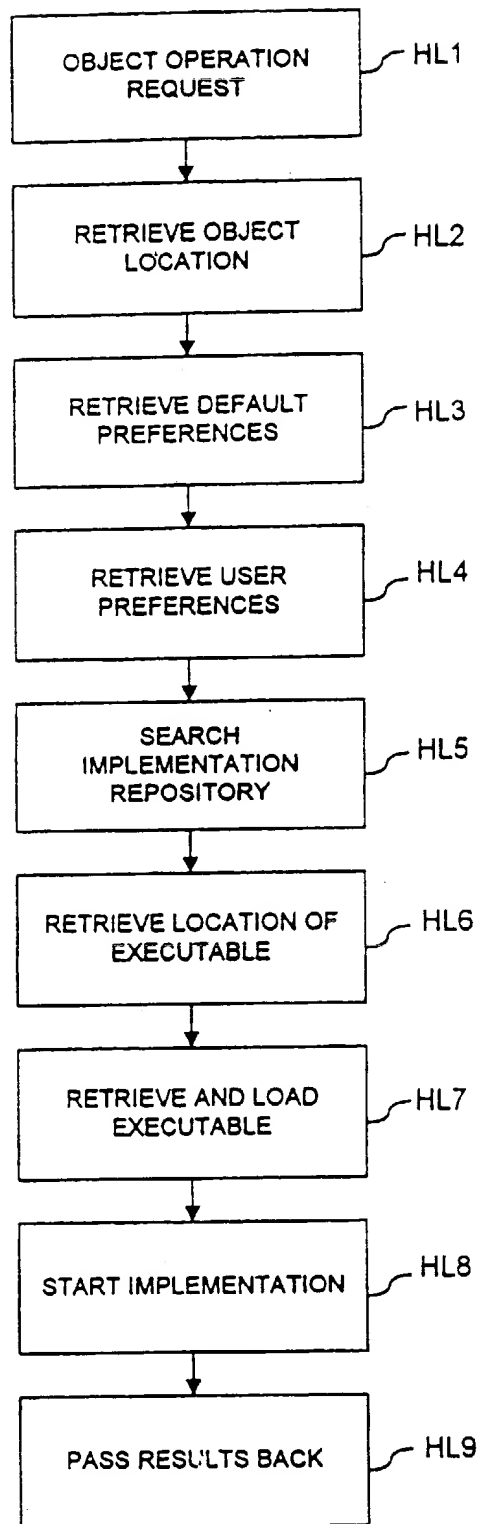 OBJECT OPERATION
REQUEST
HL1
RETRIEVE OBJECT
LOCATION
HL2
RETRIEVE DEFAULT
PREFERENCES
HL3
RETRIEVE USER
PREFERENCES
HL4
SEARCH
IMPLEMENTATION
REPOSITORY
HL5
RETRIEVE LOCATION OF
EXECUTABLE
HL6
RETRIEVE AND LOAD
EXECUTABLE
HL7
START IMPLEMENTATION
HL8
PASS RESULTS BACK
HL9